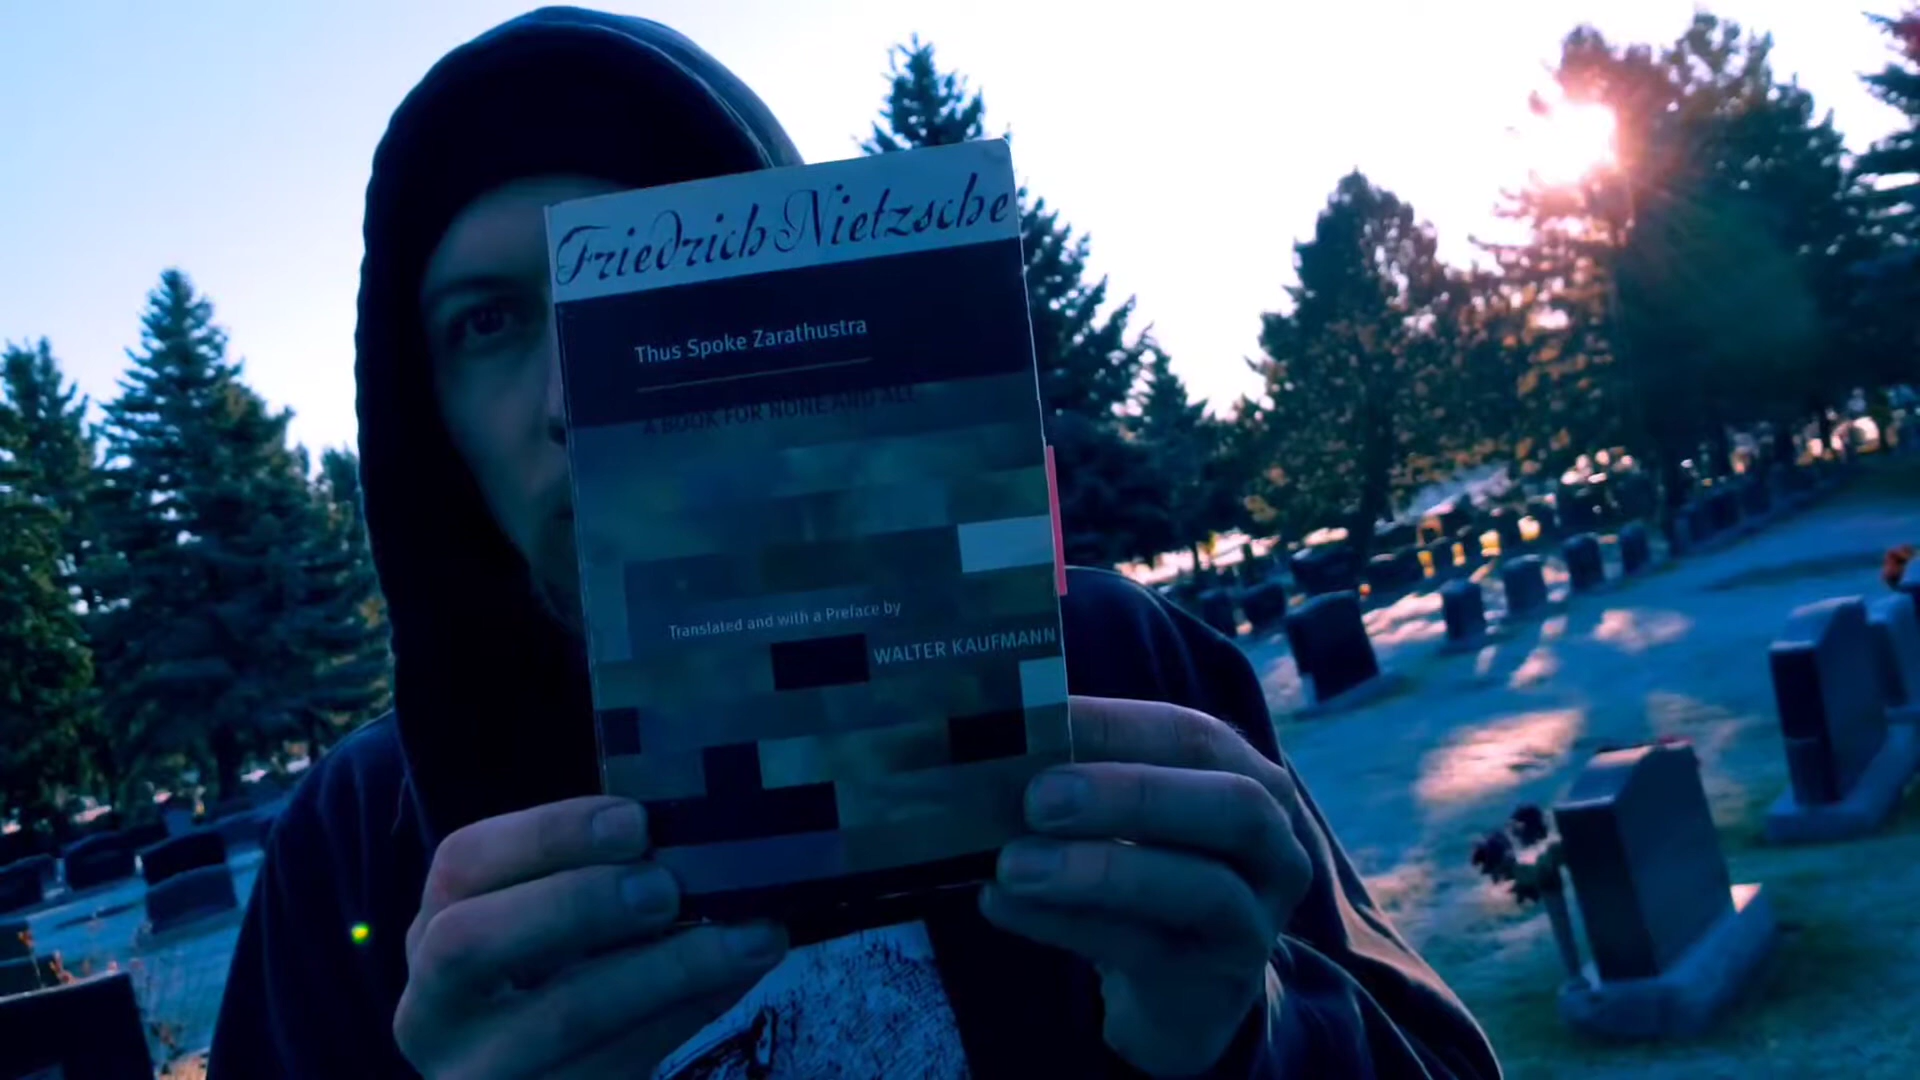 Friedrich Nietzsche
Thus Spoke Zarathustra
A BOOK FOR NONE AND ALL
Translated and with a Preface by
WALTER KAUFMANN